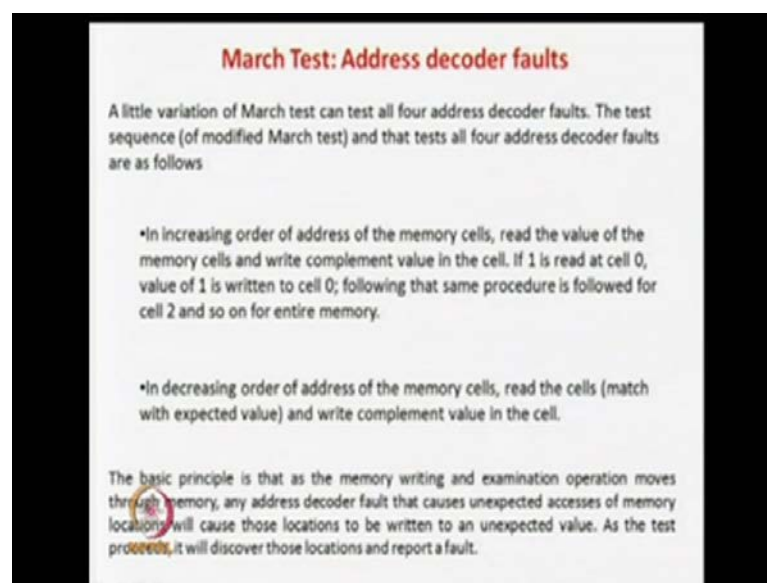 March Test: Address decoder faults
A little variation of March test can test all four address decoder faults. The test
sequence (of modified March test) and that tests all four address decoder faults
are as follows
•In increasing order of address of the memory cells, read the value of the
memory cells and write complement value in the cell. If 1 is read at cell 0,
value of 1 is written to cell 0; following that same procedure is followed for
cell 2 and so on for entire memory.
•In decreasing order of address of the memory cells, read the cells (match
with expected value) and write complement value in the cell.
The basic principle is that as the memory writing and examination operation moves
through memory, any address decoder fault that causes unexpected accesses of memory
locations will cause those locations to be written to an unexpected value. As the test
proceeds, it will discover those locations and report a fault.